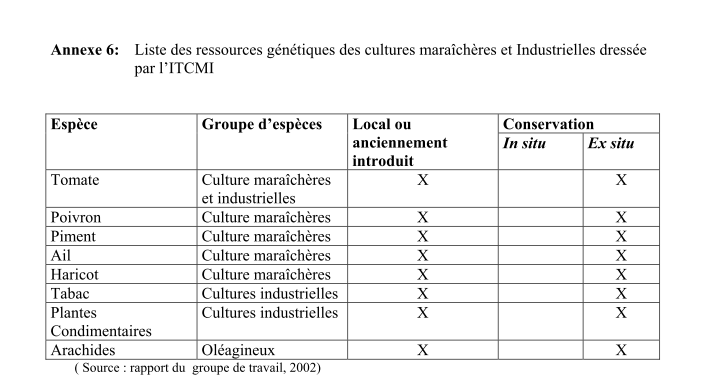 Annexe 6: Liste des ressources génétiques des cultures maraîchères et Industrielles dressée
par l'ITCMI
Espèce Groupe d'espèces Local ou Conservation
anciennement In situ Ex situ
introduit
Tomate Culture maraîchères X X
et industrielles
Poivron Culture maraîchères X X
Piment Culture maraîchères X X
Ail Culture maraîchères X X
Haricot Culture maraîchères X X
Tabac Cultures industrielles X X
Plantes Cultures industrielles X X
Condimentaires
Arachides Oléagineux X X
( Source : rapport du groupe de travail, 2002)